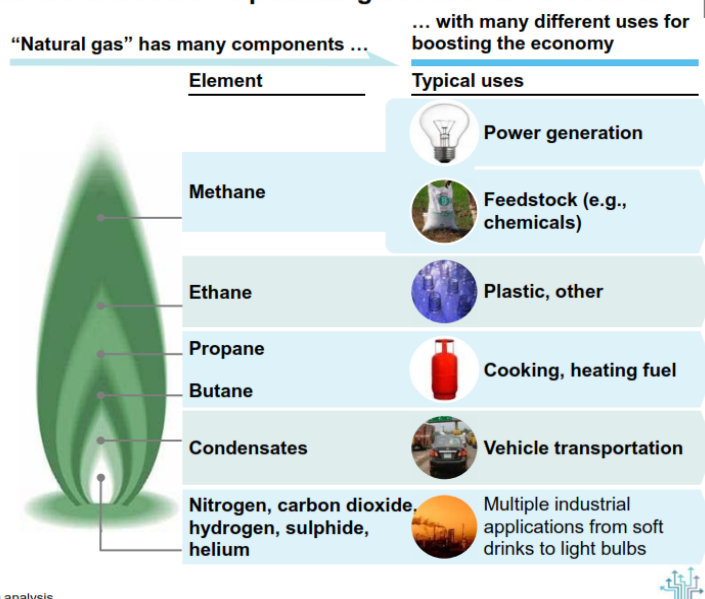 “Natural gas” has many components …
… with many different uses for
boosting the economy
Element
Typical uses
Methane
Power generation
Feedstock (e.g.,
chemicals)
Ethane
Plastic, other
Propane
Butane
Cooking, heating fuel
Condensates
Vehicle transportation
Nitrogen, carbon dioxide,
hydrogen, sulphide,
helium
Multiple industrial
applications from soft
drinks to light bulbs
analysis